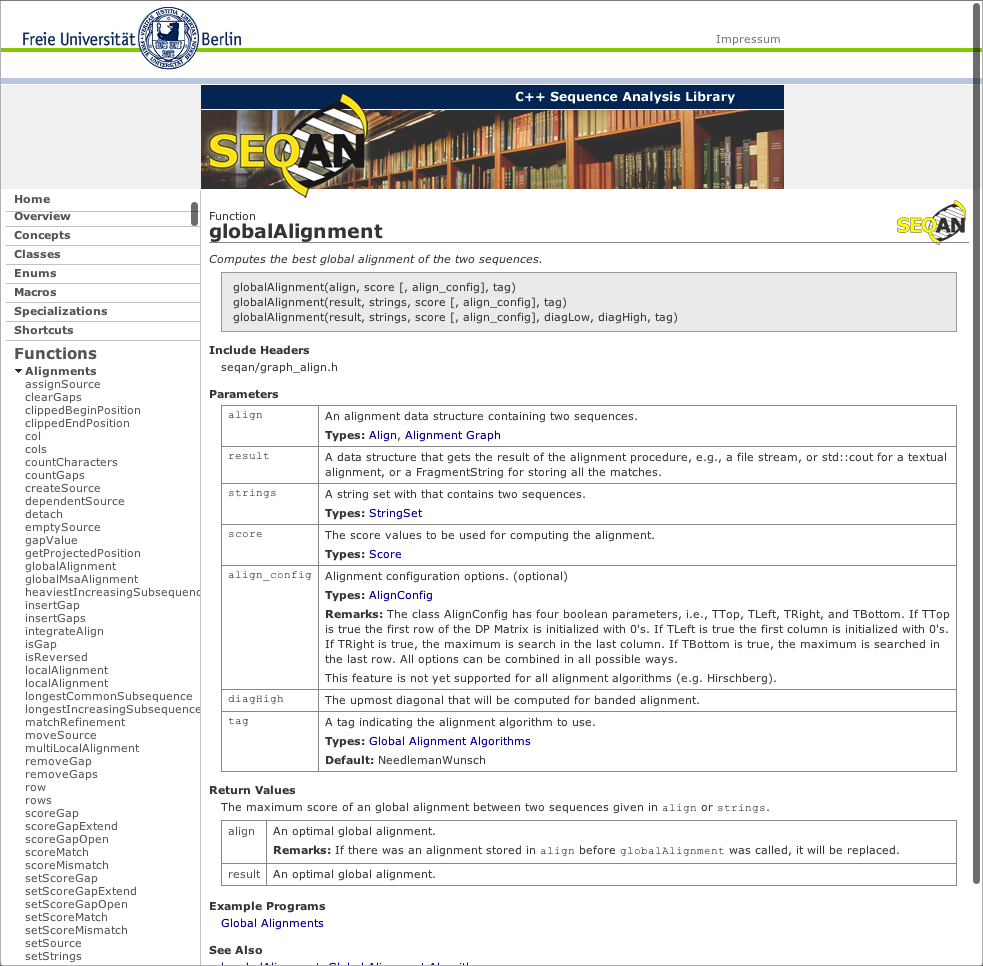 Freie Universität Berlin
Impressum
C++ Sequence Analysis Library
SEQAN
Home
Overview
Concepts
Classes
Enums
Macros
Specializations
Shortcuts
Functions
Alignments
assignSource
clearGaps
clippedBeginPosition
clippedEndPosition
col
cols
countCharacters
countGaps
createSource
dependentSource
detach
emptySource
gapValue
getProjectedPosition
globalAlignment
globalMsaAlignment
heaviestIncreasingSubsequenc
insertGap
insertGaps
integrateAlign
isGap
isReversed
localAlignment
localAlignment
longestCommonSubsequence
longestIncreasingSubsequence
matchRefinement
moveSource
multiLocalAlignment
removeGap
removeGaps
row
rows
scoreGap
scoreGapExtend
scoreGapOpen
scoreMatch
scoreMismatch
setScoreGap
setScoreGapExtend
setScoreGapOpen
setScoreMatch
setScoreMismatch
setSource
setStrings
Function
globalAlignment
SEQAN
Computes the best global alignment of the two sequences.
globalAlignment(align, score [, align_config], tag)
globalAlignment(result, strings, score [, align_config], tag)
globalAlignment(result, strings, score [, align_config], diagLow, diagHigh, tag)
Include Headers
seqan/graph_align.h
Parameters
align An alignment data structure containing two sequences.
Types: Align, Alignment Graph
result A data structure that gets the result of the alignment procedure, e.g., a file stream, or std::cout for a textual
alignment, or a FragmentString for storing all the matches.
strings A string set with that contains two sequences.
Types: StringSet
score The score values to be used for computing the alignment.
Types: Score
align_config Alignment configuration options. (optional)
Types: AlignConfig
Remarks: The class AlignConfig has four boolean parameters, i.e., TTop, TLeft, TRight, and TBottom. If TTop
is true the first row of the DP Matrix is initialized with 0's. If TLeft is true the first column is initialized with 0's.
If TRight is true, the maximum is search in the last column. If TBottom is true, the maximum is searched in
the last row. All options can be combined in all possible ways.
This feature is not yet supported for all alignment algorithms (e.g. Hirschberg).
diagHigh The upmost diagonal that will be computed for banded alignment.
tag A tag indicating the alignment algorithm to use.
Types: Global Alignment Algorithms
Default: NeedlemanWunsch
Return Values
The maximum score of an global alignment between two sequences given in align or strings.
align An optimal global alignment.
Remarks: If there was an alignment stored in align before globalAlignment was called, it will be replaced.
result An optimal global alignment.
Example Programs
Global Alignments
See Also